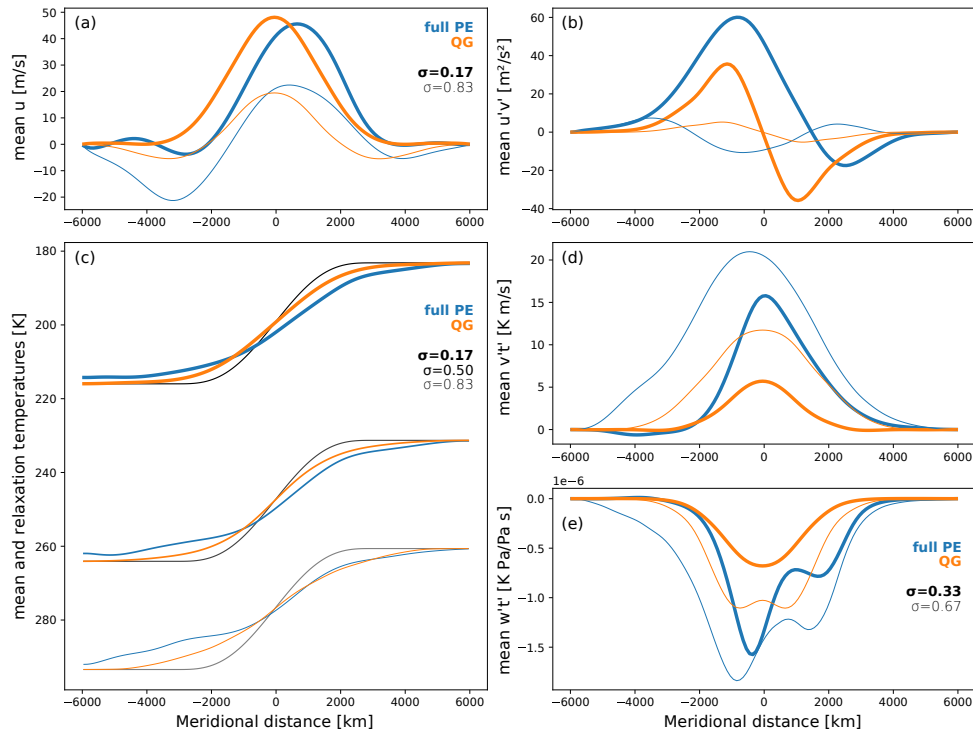 (a)
full PE
QG
σ=0.17
σ=0.83
mean u [m/s]
50
40
30
20
10
0
−10
−20
−6000 −4000 −2000 0 2000 4000 6000
(b)
mean u'v' [m²/s²]
60
40
20
0
−20
−40
−6000 −4000 −2000 0 2000 4000 6000
(c)
full PE
QG
σ=0.17
σ=0.50
σ=0.83
mean and relaxation temperatures [K]
180
200
220
240
260
280
−6000 −4000 −2000 0 2000 4000 6000
Meridional distance [km]
(d)
mean v't' [K m/s]
20
15
10
5
0
−6000 −4000 −2000 0 2000 4000 6000
1e−6
(e)
full PE
QG
σ=0.33
σ=0.67
mean w't' [K Pa/Pa s]
0.0
−0.5
−1.0
−1.5
−6000 −4000 −2000 0 2000 4000 6000
Meridional distance [km]